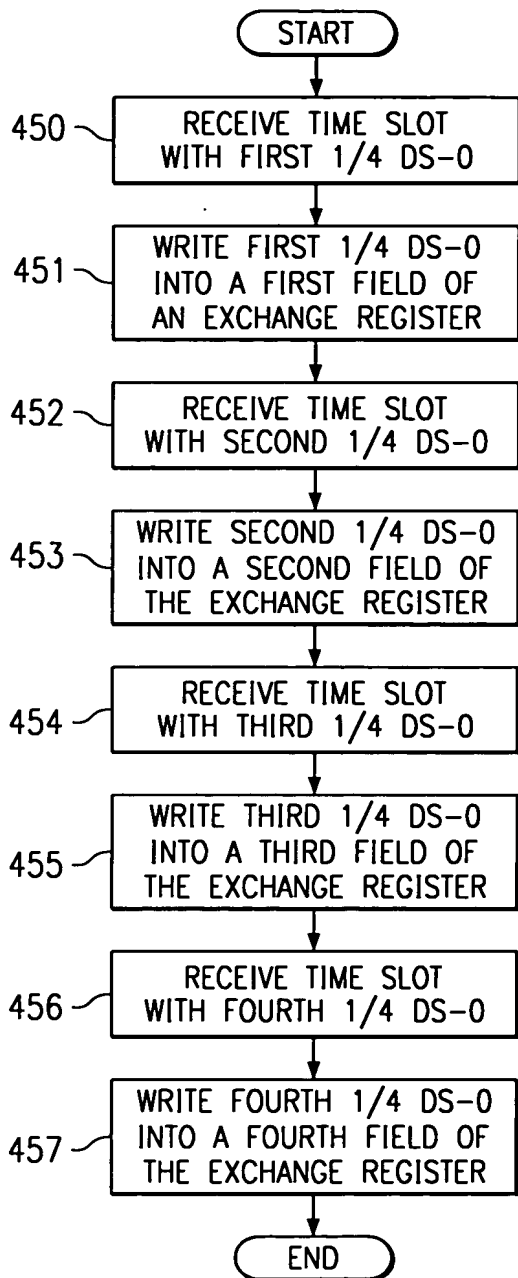 START
450
RECEIVE TIME SLOT
WITH FIRST 1/4 DS-0
451
WRITE FIRST 1/4 DS-0
INTO A FIRST FIELD OF
AN EXCHANGE REGISTER
452
RECEIVE TIME SLOT
WITH SECOND 1/4 DS-0
453
WRITE SECOND 1/4 DS-0
INTO A SECOND FIELD OF
THE EXCHANGE REGISTER
454
RECEIVE TIME SLOT
WITH THIRD 1/4 DS-0
455
WRITE THIRD 1/4 DS-0
INTO A THIRD FIELD OF
THE EXCHANGE REGISTER
456
RECEIVE TIME SLOT
WITH FOURTH 1/4 DS-0
457
WRITE FOURTH 1/4 DS-0
INTO A FOURTH FIELD OF
THE EXCHANGE REGISTER
END